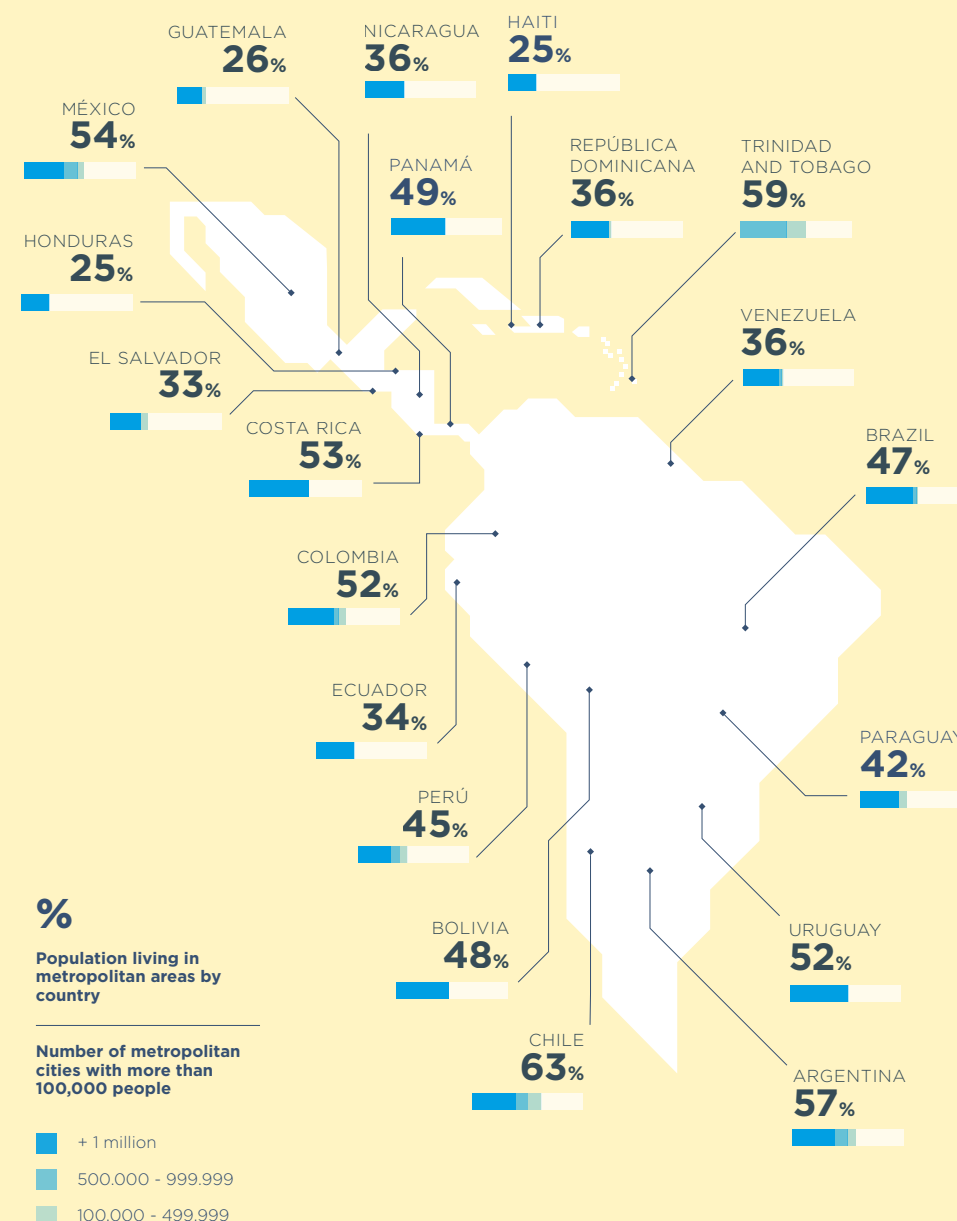 GUATEMALA
26%
NICARAGUA
36%
HAITI
25%
MÉXICO
54%
PANAMÁ
49%
REPÚBLICA
DOMINICANA
36%
TRINIDAD
AND TOBAGO
59%
HONDURAS
25%
VENEZUELA
36%
EL SALVADOR
33%
COSTA RICA
53%
BRAZIL
47%
COLOMBIA
52%
ECUADOR
34%
PARAGUAY
42%
PERÚ
45%
BOLIVIA
48%
URUGUAY
52%
CHILE
63%
ARGENTINA
57%
%
Population living in
metropolitan areas by
country
Number of metropolitan
cities with more than
100,000 people
+ 1 million
500.000 - 999.999
100.000 - 499.999